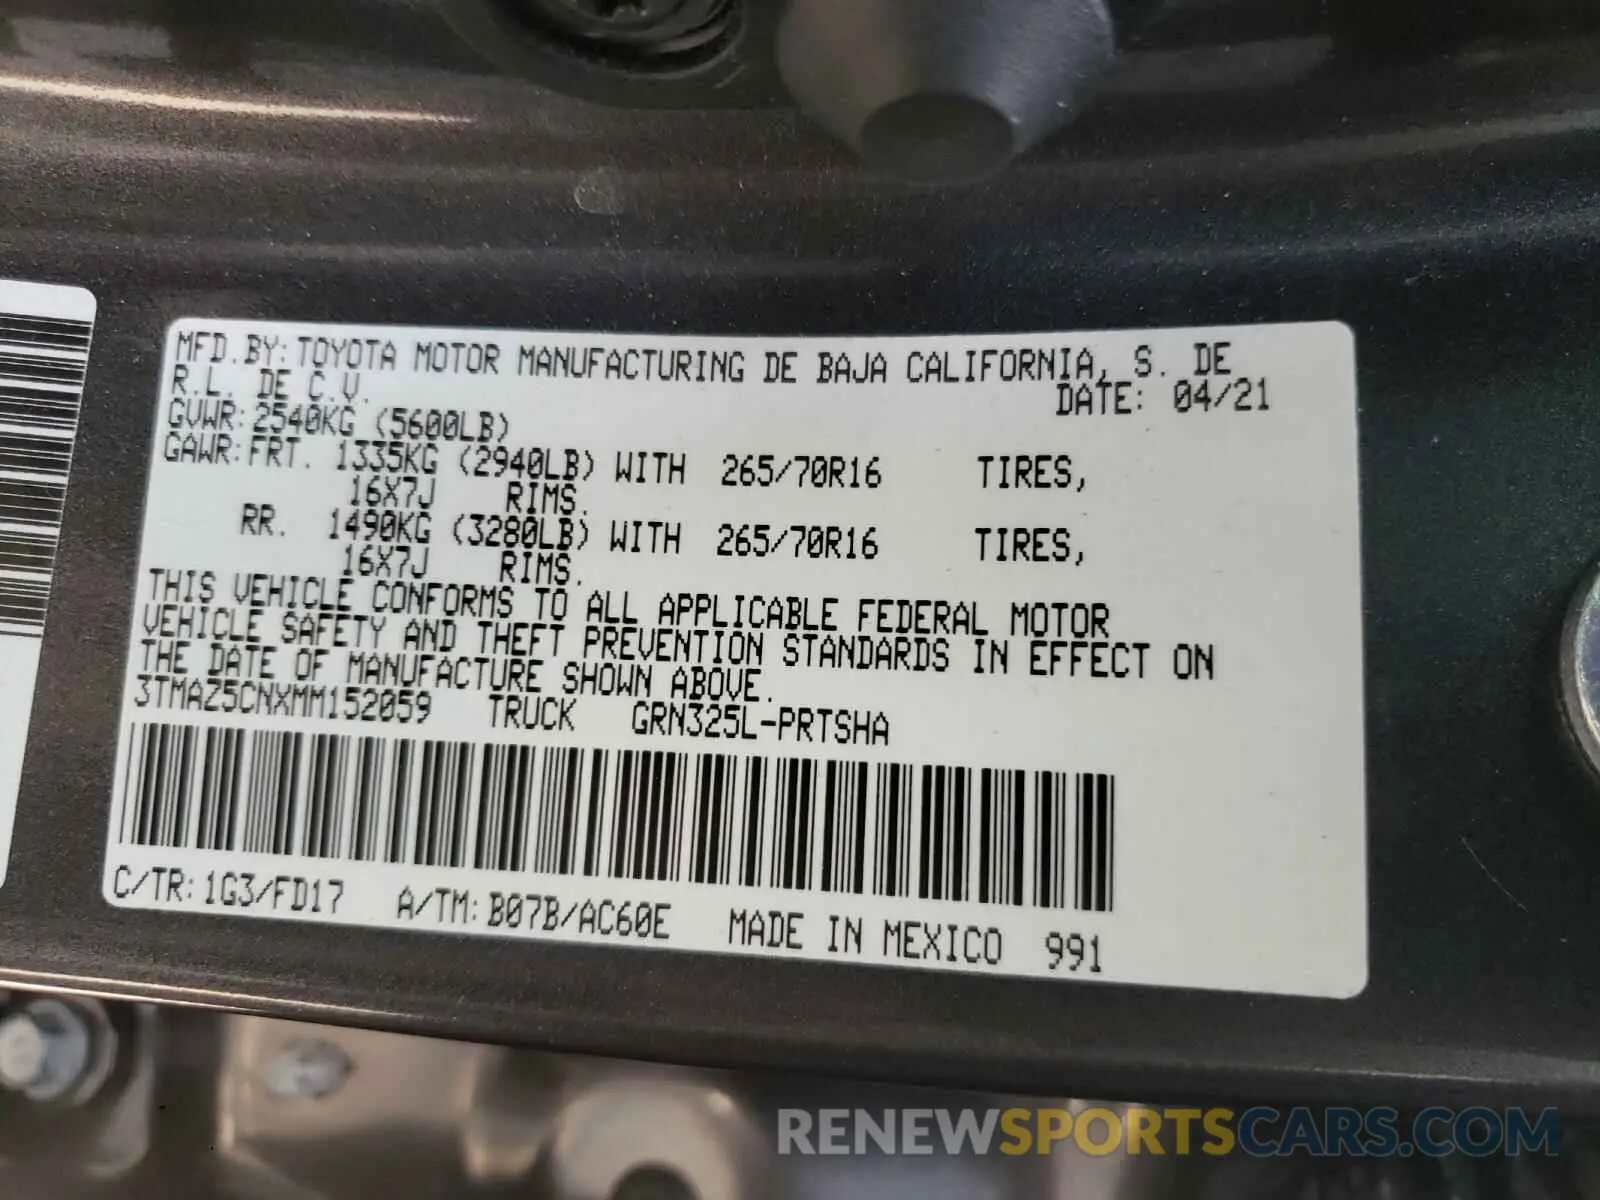 MFD.BY: TOYOTA MOTOR MANUFACTURING DE BAJA CALIFORNIA, S. DE
R.L. DE C.V. DATE: 04/21
GVWR: 2540KG (5600LB)
GAWR: FRT. 1335KG (2940LB) WITH 265/70R16 TIRES,
16X7J RIMS.
RR. 1490KG (3280LB) WITH 265/70R16 TIRES,
16X7J RIMS.
THIS VEHICLE CONFORMS TO ALL APPLICABLE FEDERAL MOTOR
VEHICLE SAFETY AND THEFT PREVENTION STANDARDS IN EFFECT ON
THE DATE OF MANUFACTURE SHOWN ABOVE.
3TMAZ5CNXMM152059 TRUCK GRN325L-PRTSHA
C/TR: 1G3/FD17 A/TM: B07B/AC60E MADE IN MEXICO 991
RENEWSPORTSCARS.COM